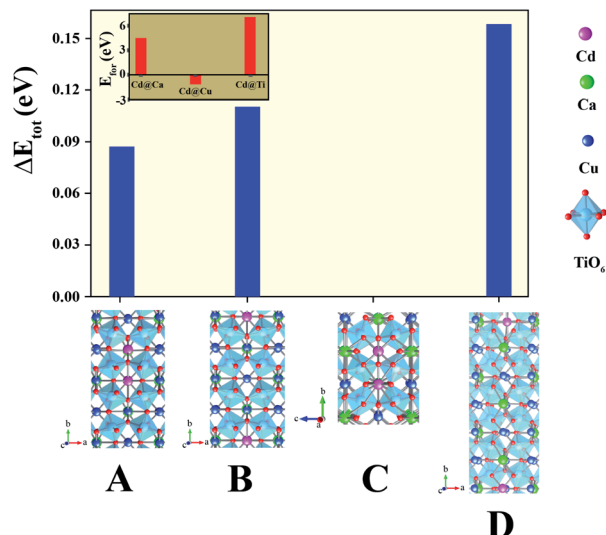 ΔE_tot (eV)
0.15
0.12
0.09
0.06
0.03
0.00
E_for (eV)
6
3
0
-3
Cd@Ca
Cd@Cu
Cd@Ti
Cd
Ca
Cu
TiO₆
b
c
a
b
c
a
b
c
a
b
c
a
A
B
C
D